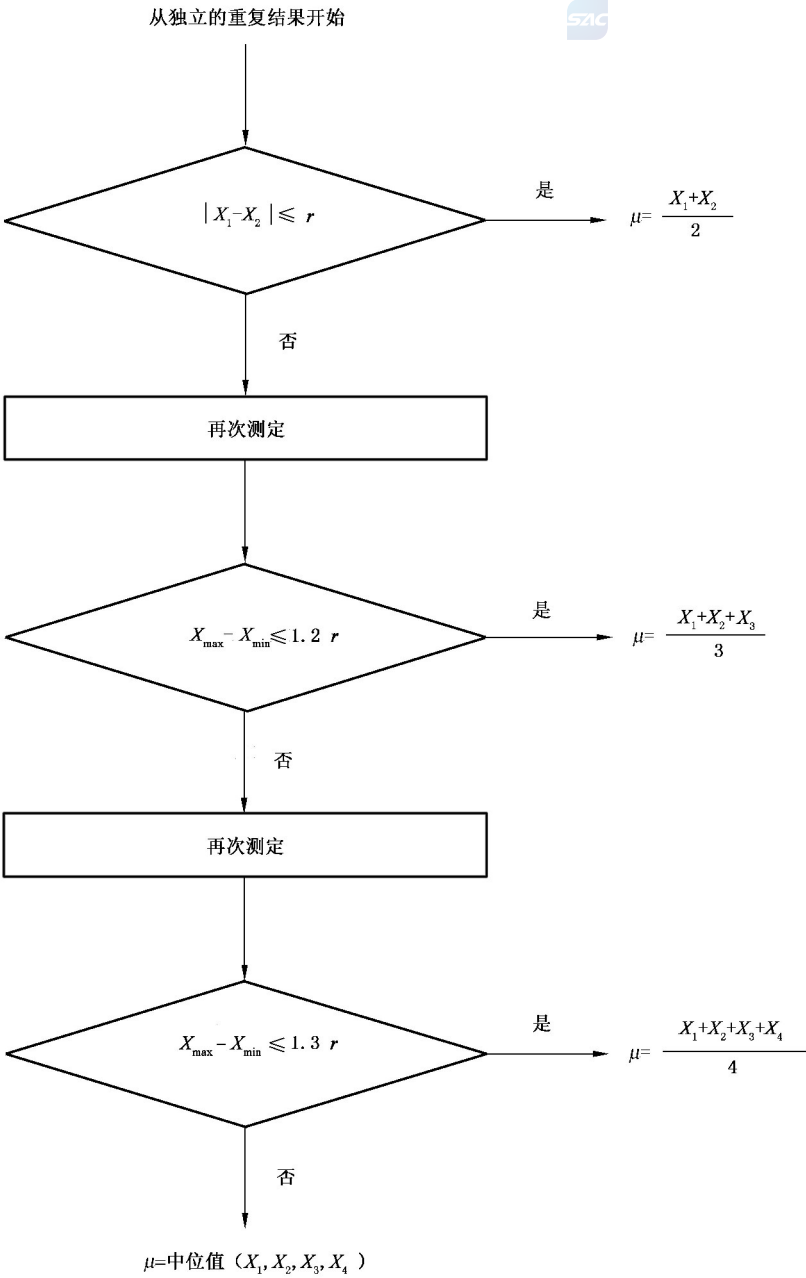 从独立的重复结果开始
SAC
|X₁-X₂|≤ r
是
μ= X₁+X₂
2
否
再次测定
Xmax- Xmin≤1.2 r
是
μ= X₁+X₂+X₃
3
否
再次测定
Xmax- Xmin ≤1.3 r
是
μ= X₁+X₂+X₃+X₄
4
否
μ=中位值（X₁,X₂,X₃,X₄ ）